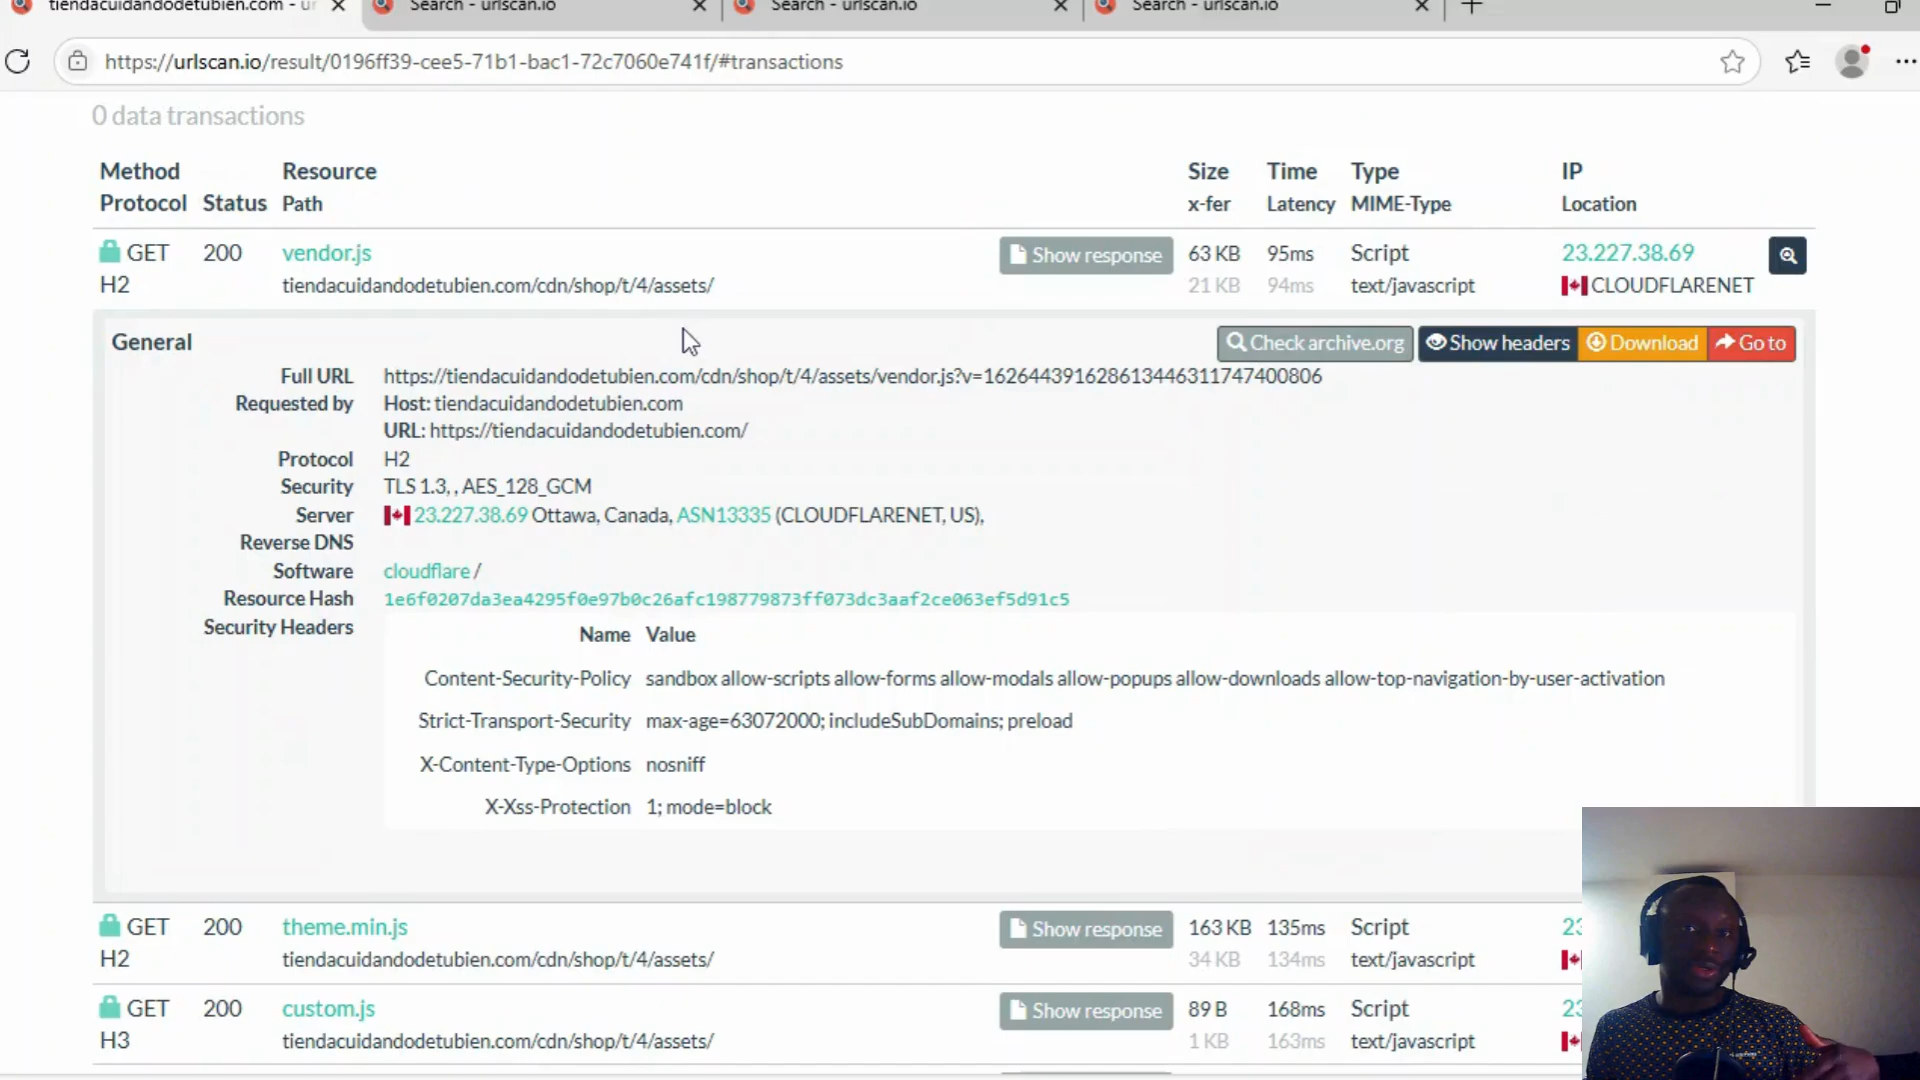 tiendacuidandodetubien.com - ur
Search - urlscan.io
Search - urlscan.io
Search - urlscan.io
https://urlscan.io/result/0196ff39-cee5-71b1-bac1-72c7060e741f/#transactions
0 data transactions
Method Resource Size Time Type IP
Protocol Status Path x-fer Latency MIME-Type Location
GET 200 vendor.js Show response 63 KB 95ms Script 23.227.38.69
H2 tiendacuidandodetubien.com/cdn/shop/t/4/assets/ 21 KB 94ms text/javascript CLOUDFLARENET
General Check archive.org Show headers Download Go to
Full URL https://tiendacuidandodetubien.com/cdn/shop/t/4/assets/vendor.js?v=162644391628613446311747400806
Requested by Host: tiendacuidandodetubien.com
URL: https://tiendacuidandodetubien.com/
Protocol H2
Security TLS 1.3, , AES_128_GCM
Server 23.227.38.69 Ottawa, Canada, ASN13335 (CLOUDFLARENET, US),
Reverse DNS
Software cloudflare /
Resource Hash 1e6f0207da3ea4295f0e97b0c26afc198779873ff073dc3aaf2ce063ef5d91c5
Security Headers
Name Value
Content-Security-Policy sandbox allow-scripts allow-forms allow-modals allow-popups allow-downloads allow-top-navigation-by-user-activation
Strict-Transport-Security max-age=63072000; includeSubDomains; preload
X-Content-Type-Options nosniff
X-Xss-Protection 1; mode=block
GET 200 theme.min.js Show response 163 KB 135ms Script 23
H2 tiendacuidandodetubien.com/cdn/shop/t/4/assets/ 34 KB 134ms text/javascript
GET 200 custom.js Show response 89 B 168ms Script 23
H3 tiendacuidandodetubien.com/cdn/shop/t/4/assets/ 1 KB 163ms text/javascript